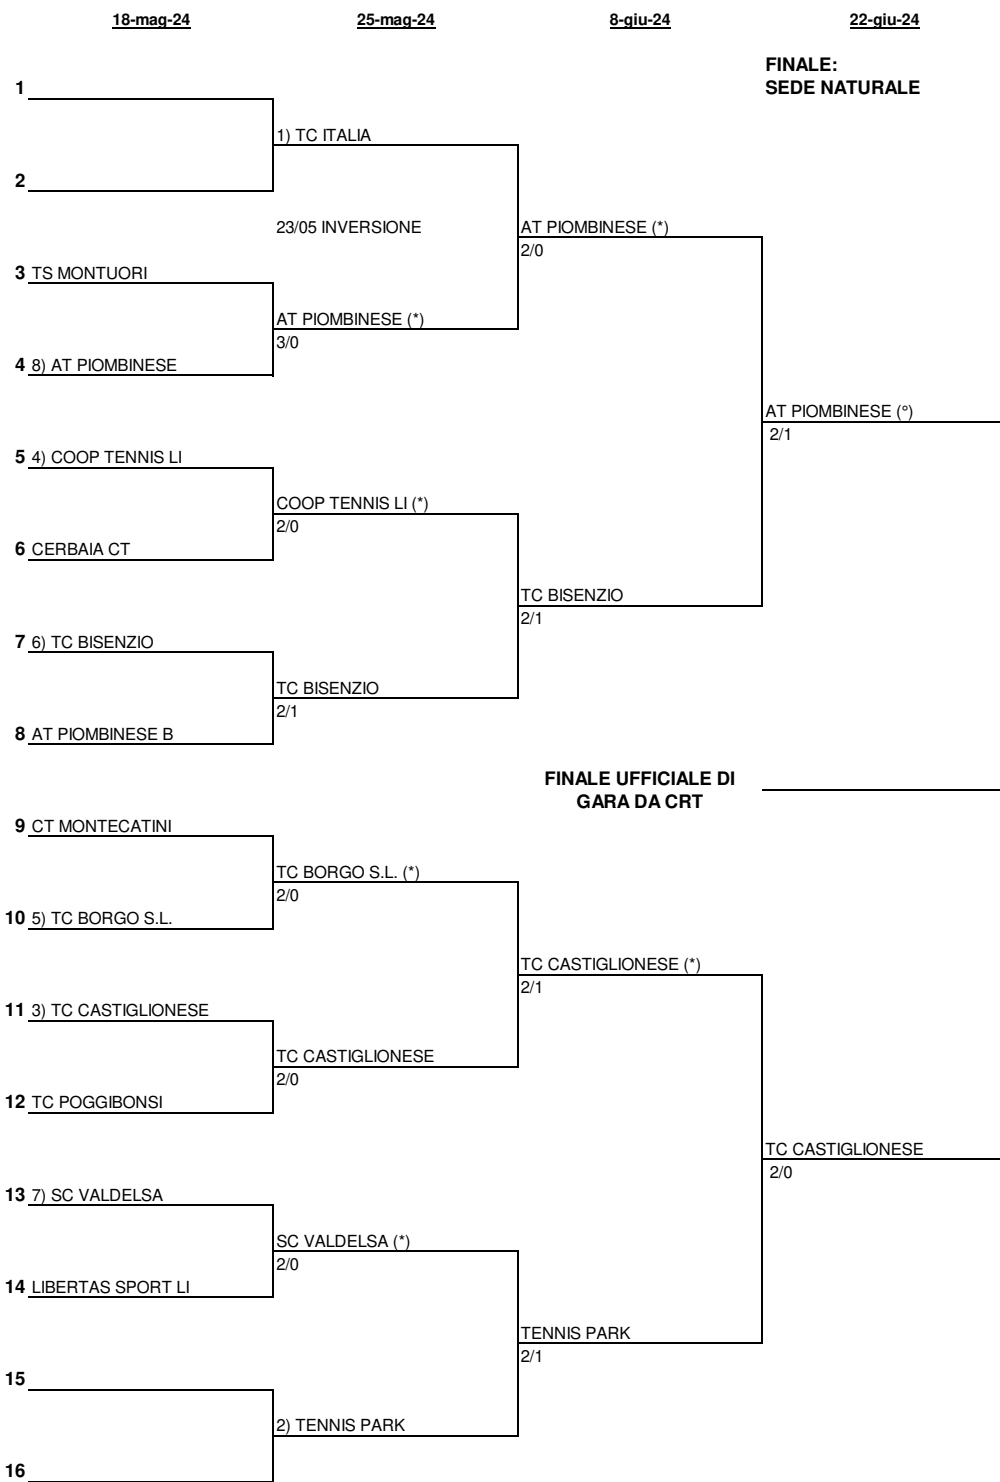 18-mag-24 25-mag-24 8-giu-24 22-giu-24
FINALE:
1 SEDE NATURALE
1) TC ITALIA
2
23/05 INVERSIONE AT PIOMBINESE (*)
2/0
3 TS MONTUORI
AT PIOMBINESE (*)
3/0
4 8) AT PIOMBINESE
AT PIOMBINESE (°)
2/1
5 4) COOP TENNIS LI
COOP TENNIS LI (*)
2/0
6 CERBAIA CT
TC BISENZIO
2/1
7 6) TC BISENZIO
TC BISENZIO
2/1
8 AT PIOMBINESE B
FINALE UFFICIALE DI
GARA DA CRT
9 CT MONTECATINI
TC BORGO S.L. (*)
2/0
10 5) TC BORGO S.L.
TC CASTIGLIONESE (*)
2/1
11 3) TC CASTIGLIONESE
TC CASTIGLIONESE
2/0
12 TC POGGIBONSI
TC CASTIGLIONESE
2/0
13 7) SC VALDELSA
SC VALDELSA (*)
2/0
14 LIBERTAS SPORT LI
TENNIS PARK
2/1
15
2) TENNIS PARK
16